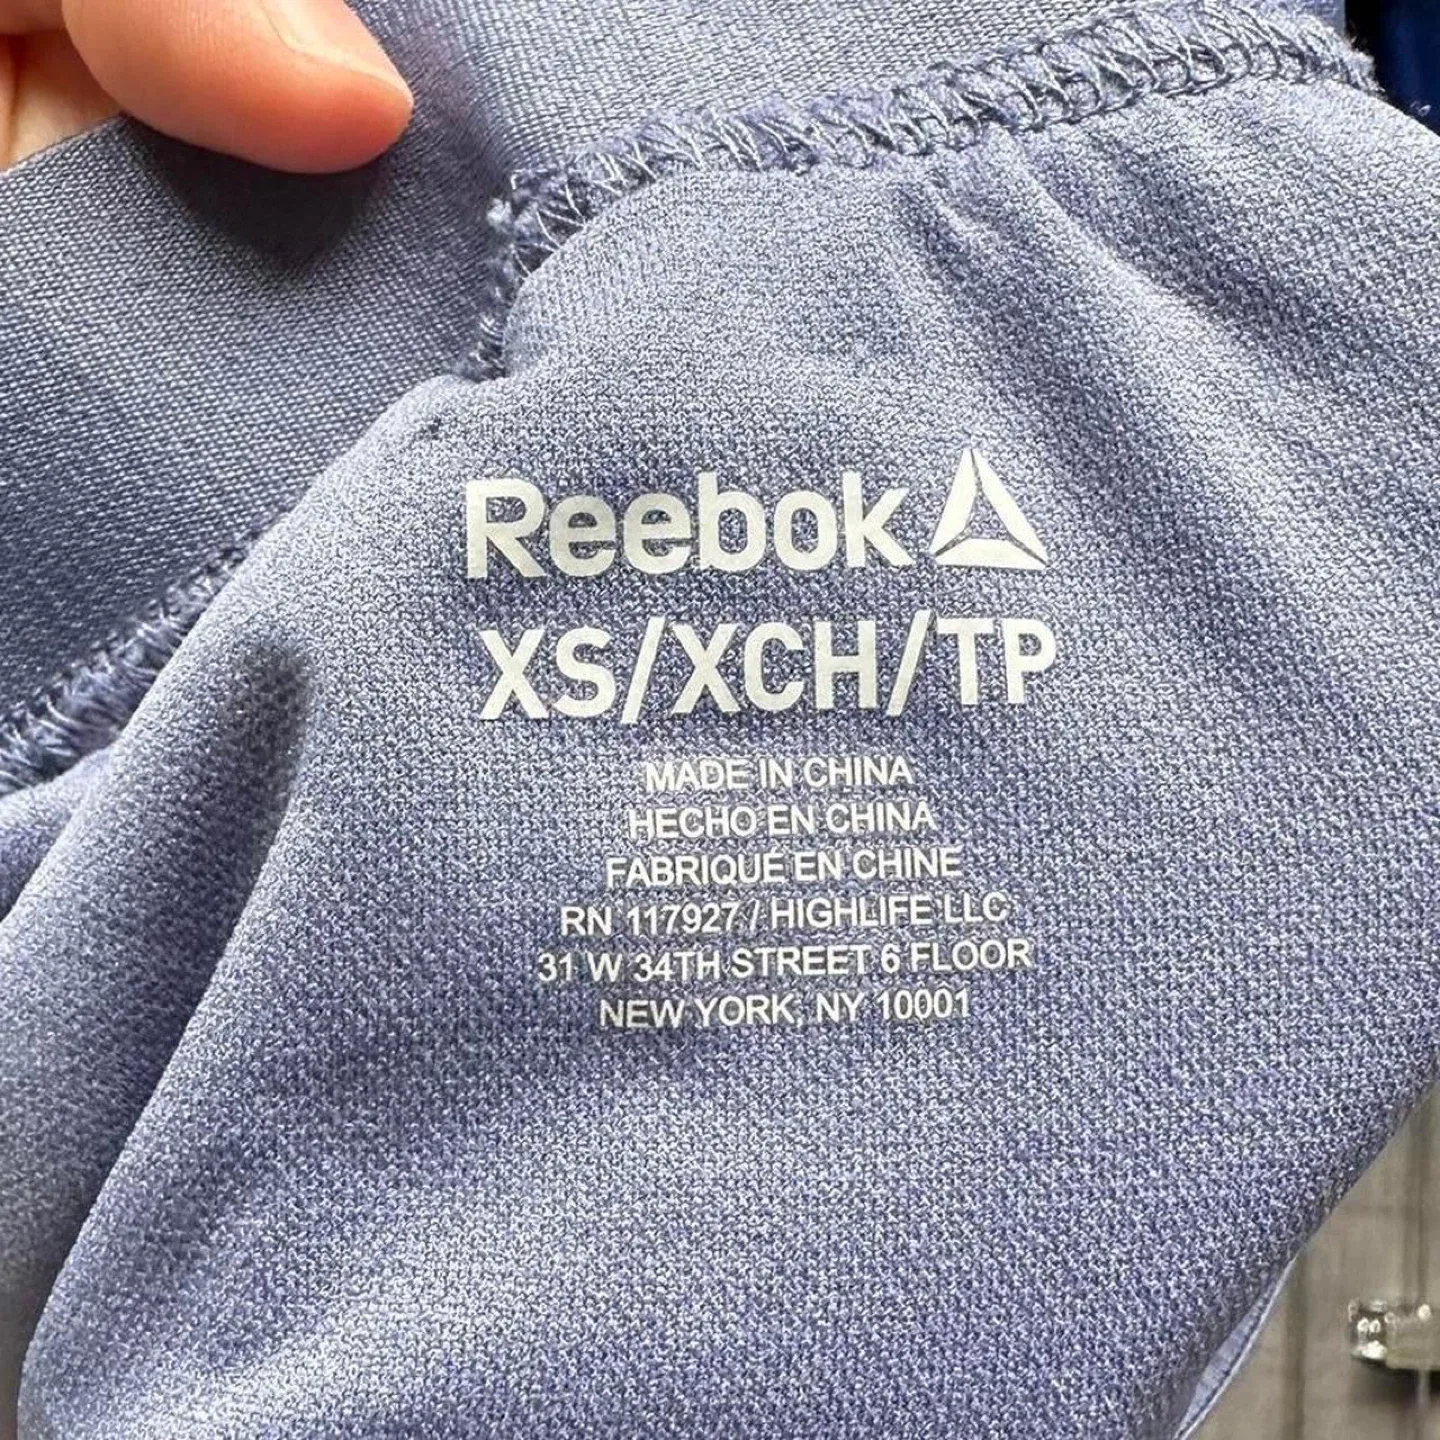 Reebok
XS/XCH/TP
MADE IN CHINA
HECHO EN CHINA
FABRIQUÉ EN CHINE
RN 117927 / HIGHLIFE LLC
31 W 34TH STREET 6 FLOOR
NEW YORK, NY 10001